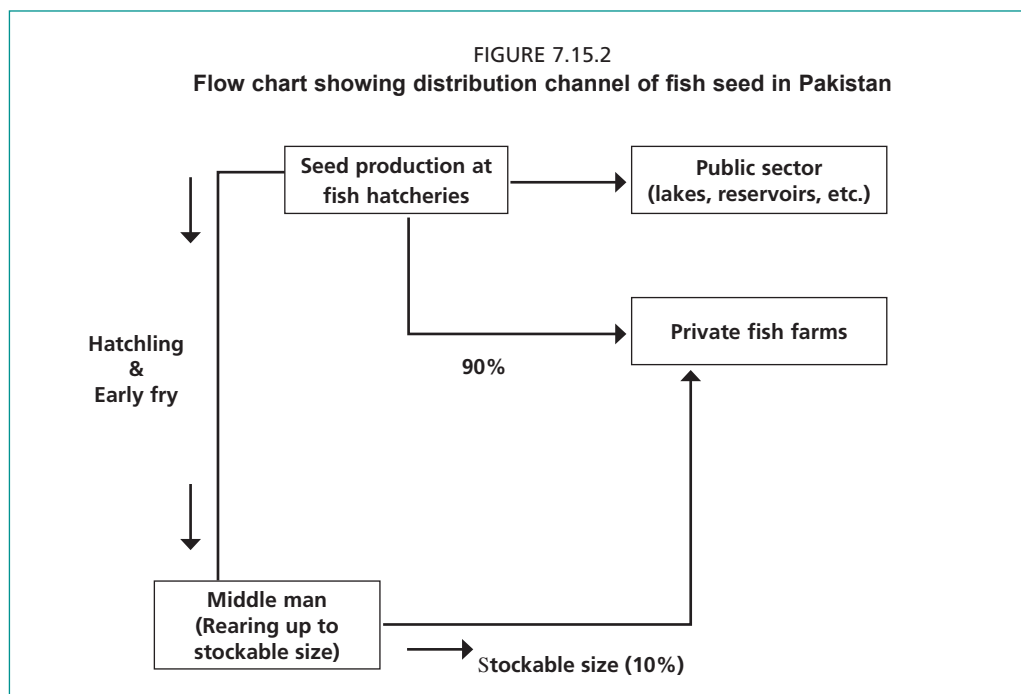 FIGURE 7.15.2
Flow chart showing distribution channel of fish seed in Pakistan
Seed production at
fish hatcheries
Public sector
(lakes, reservoirs, etc.)
Private fish farms
90%
Hatchling
&
Early fry
Middle man
(Rearing up to
stockable size)
Stockable size (10%)